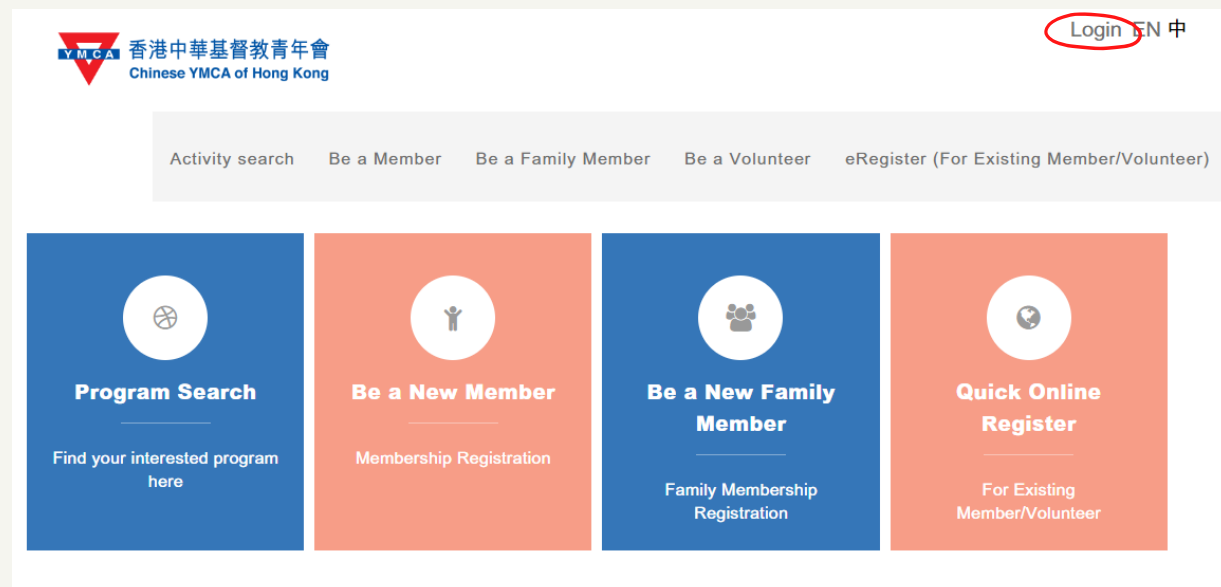 Login EN 中
YMCA
香港中華基督教青年會
Chinese YMCA of Hong Kong
Activity search Be a Member Be a Family Member Be a Volunteer eRegister (For Existing Member/Volunteer)
Program Search
Find your interested program
here
Be a New Member
Membership Registration
Be a New Family
Member
Family Membership
Registration
Quick Online
Register
For Existing
Member/Volunteer